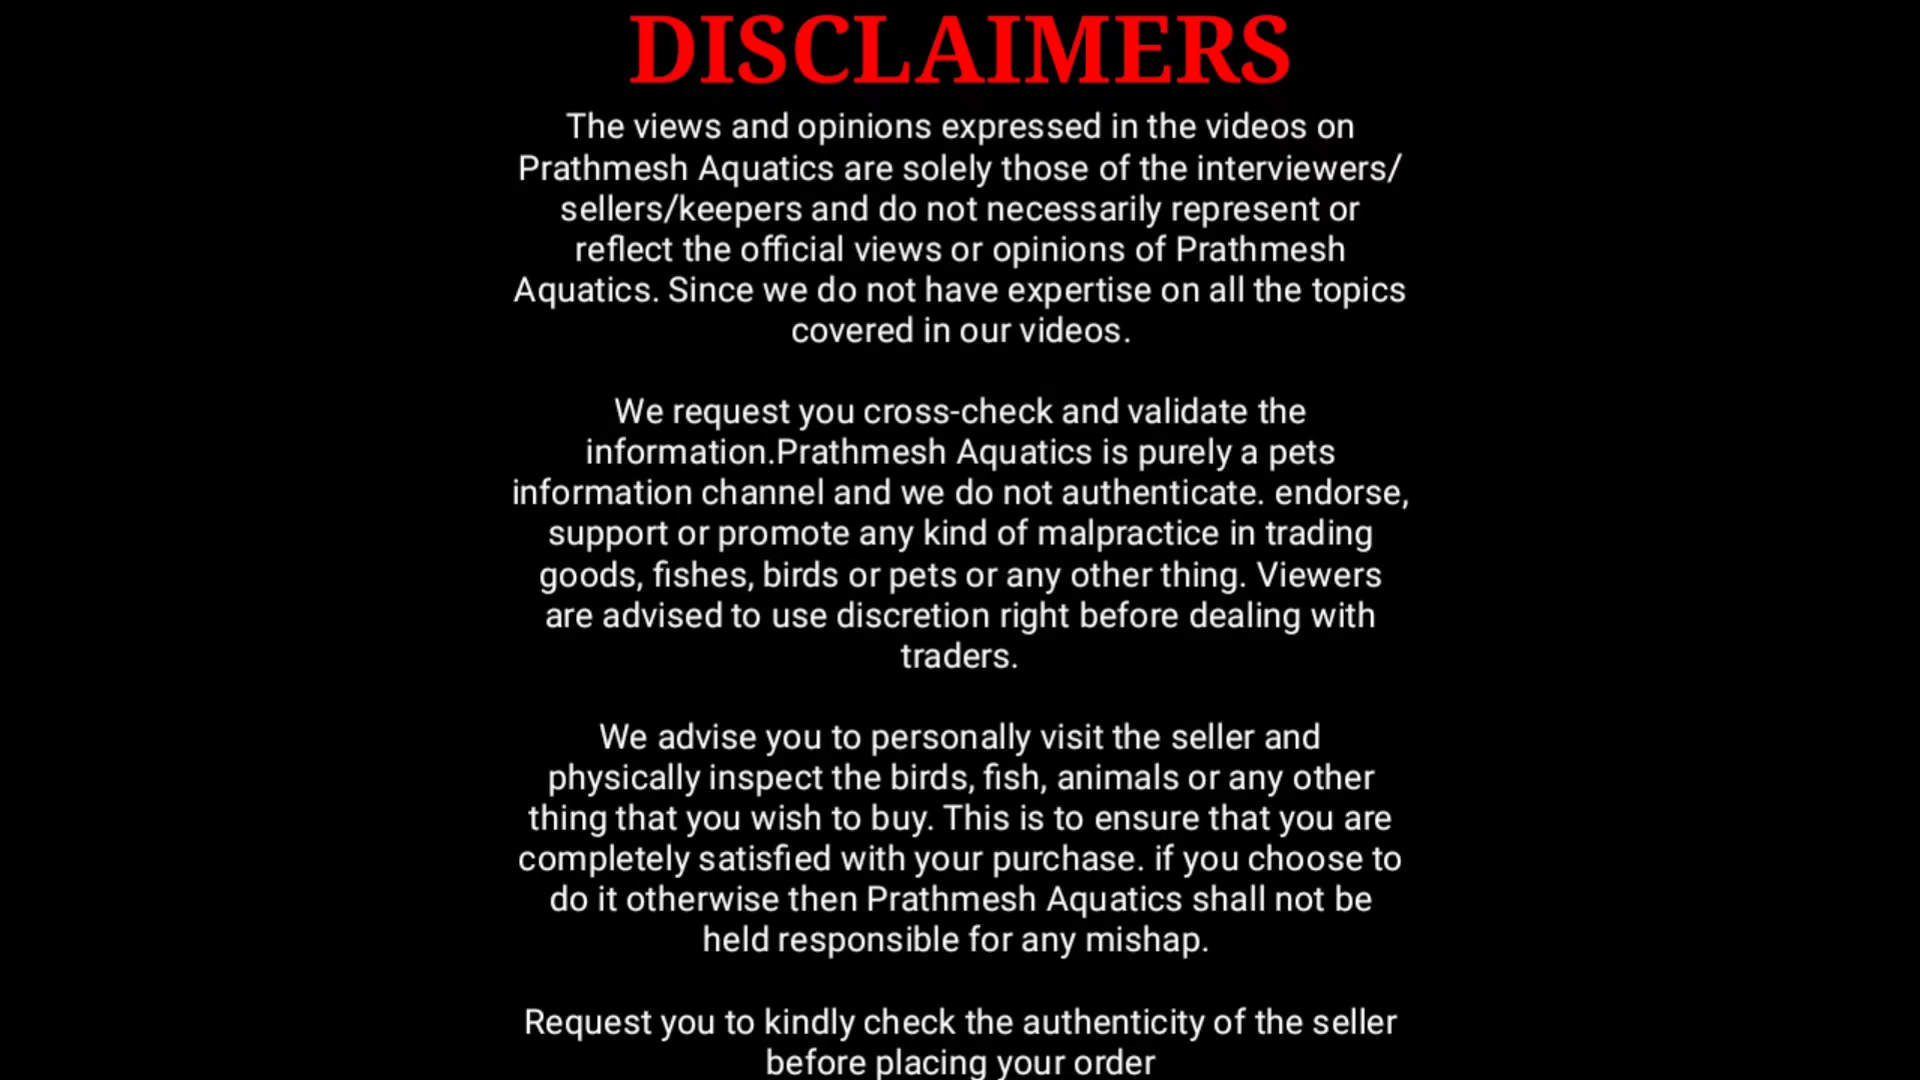 DISCLAIMERS
The views and opinions expressed in the videos on
Prathmesh Aquatics are solely those of the interviewers/
sellers/keepers and do not necessarily represent or
reflect the official views or opinions of Prathmesh
Aquatics. Since we do not have expertise on all the topics
covered in our videos.
We request you cross-check and validate the
information.Prathmesh Aquatics is purely a pets
information channel and we do not authenticate. endorse,
support or promote any kind of malpractice in trading
goods, fishes, birds or pets or any other thing. Viewers
are advised to use discretion right before dealing with
traders.
We advise you to personally visit the seller and
physically inspect the birds, fish, animals or any other
thing that you wish to buy. This is to ensure that you are
completely satisfied with your purchase. if you choose to
do it otherwise then Prathmesh Aquatics shall not be
held responsible for any mishap.
Request you to kindly check the authenticity of the seller
before placing your order